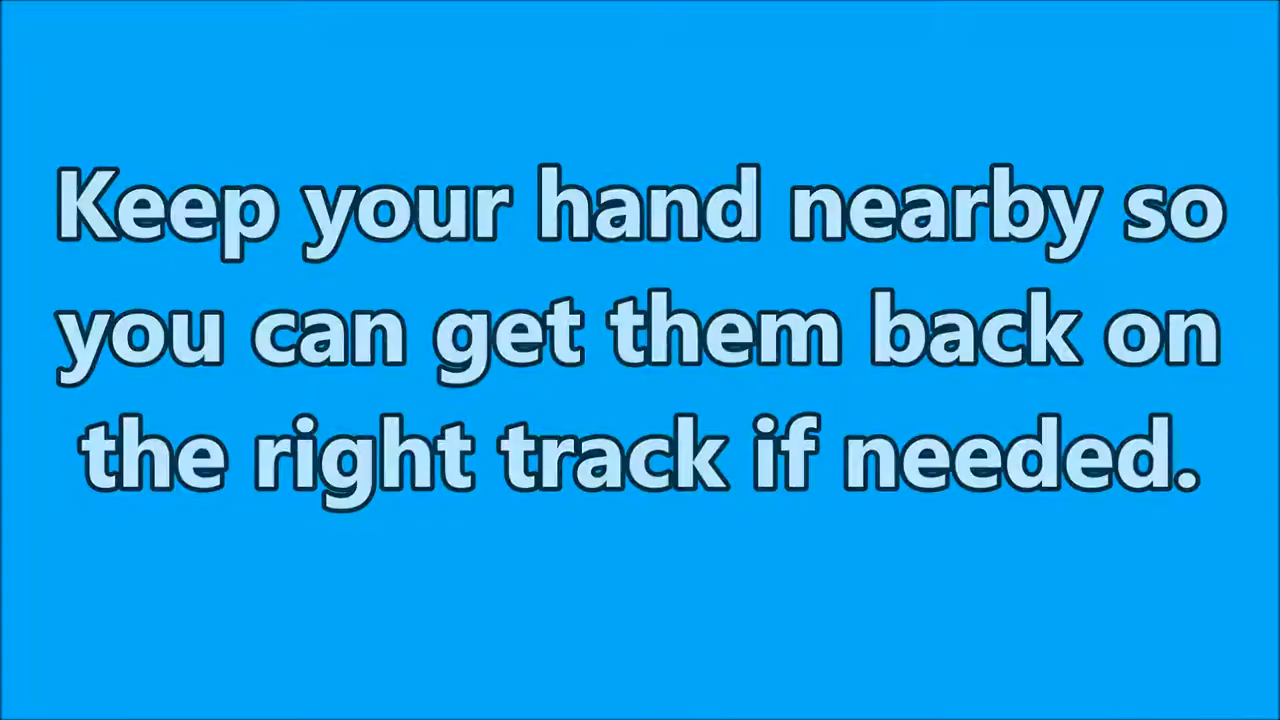 Keep your hand nearby so
you can get them back on
the right track if needed.